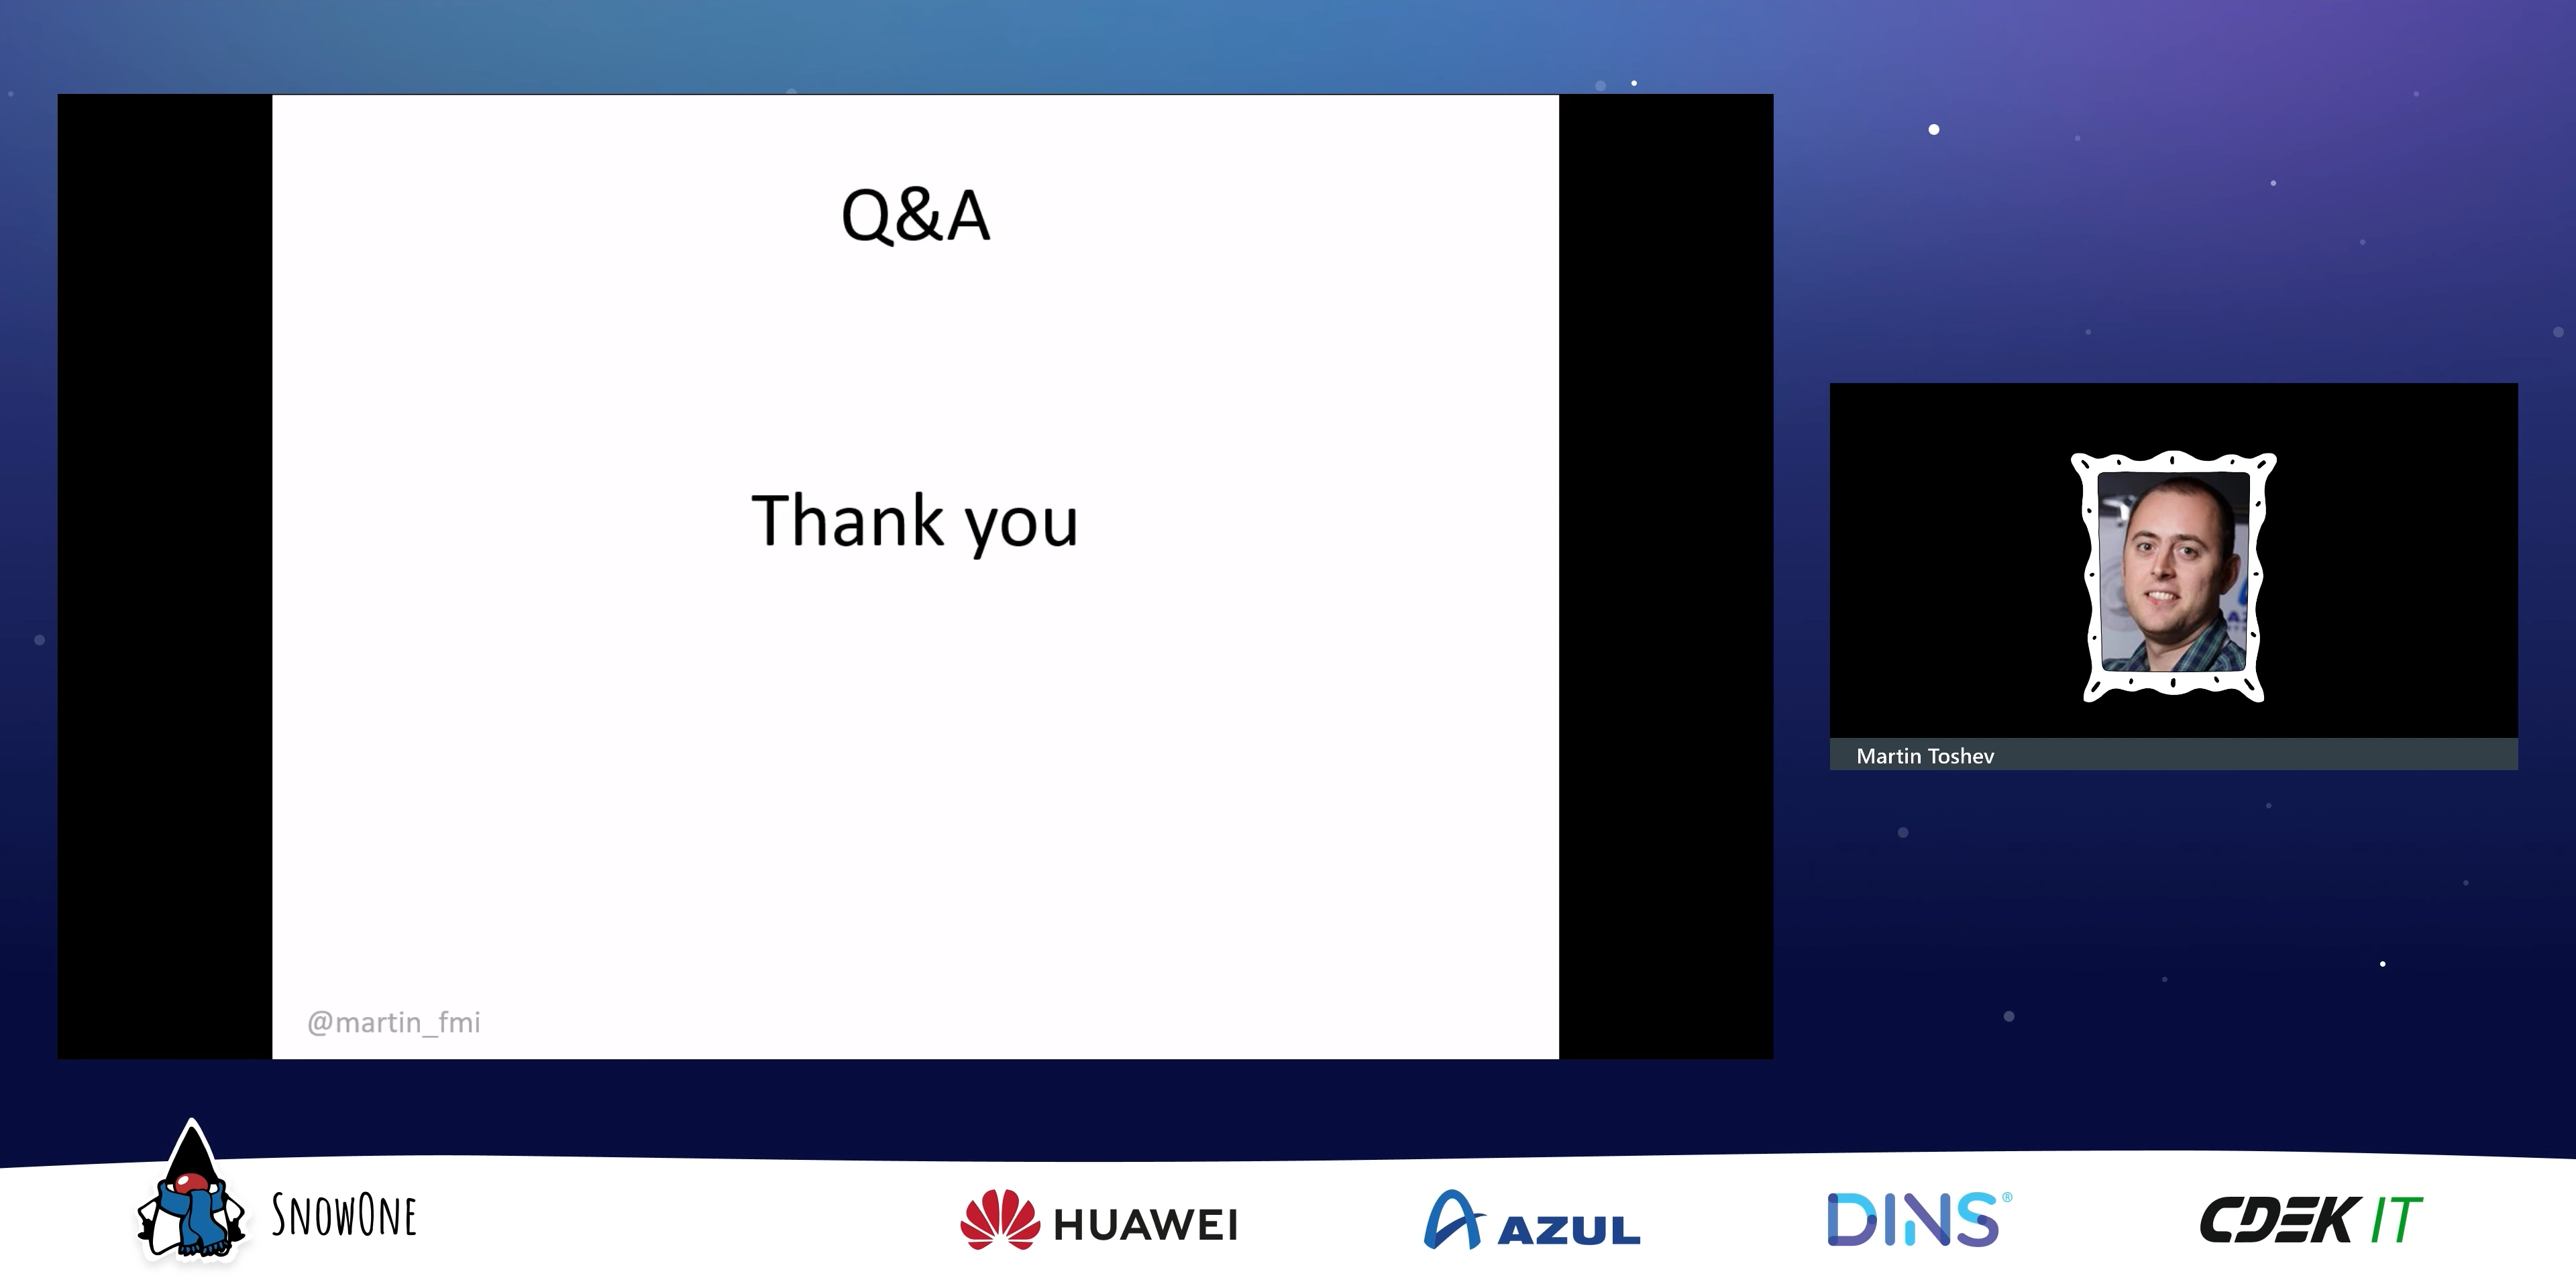 Q&A
Thank you
@martin_fmi
Martin Toshev
SNOWONE
HUAWEI
AZUL
DINS®
CDEK IT